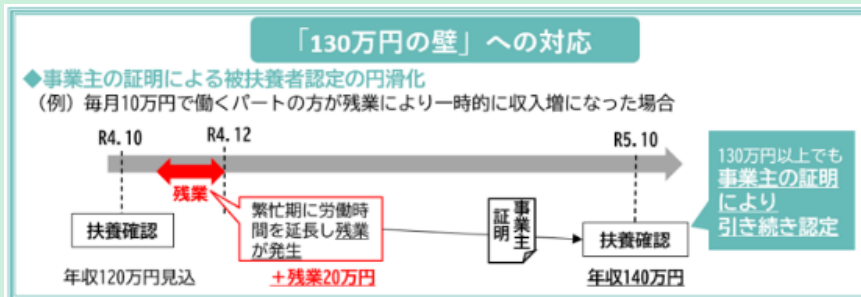 「130万円の壁」への対応
◆事業主の証明による被扶養者認定の円滑化
（例）毎月10万円で働くパートの方が残業により一時的に収入増になった場合
R4.10
R4.12
R5.10
残業
扶養確認
繁忙期に労働時
間を延長し残業
が発生
事業主
証明
扶養確認
130万円以上でも
事業主の証明
により
引き続き認定
年収120万円見込
＋残業20万円
年収140万円